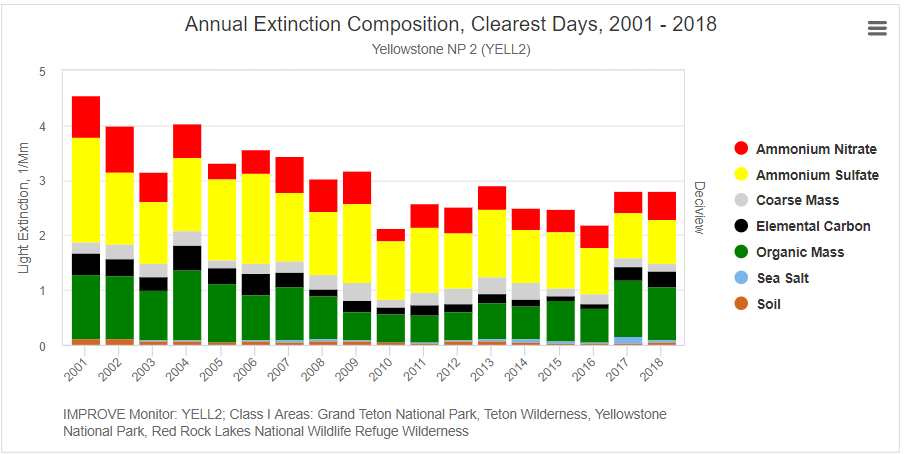 Annual Extinction Composition, Clearest Days, 2001 - 2018
Yellowstone NP 2 (YELL2)
Light Extinction, 1/Mm
5
4
3
2
1
0
2001
2002
2003
2004
2005
2006
2007
2008
2009
2010
2011
2012
2013
2014
2015
2016
2017
2018
Deciview
Ammonium Nitrate
Ammonium Sulfate
Coarse Mass
Elemental Carbon
Organic Mass
Sea Salt
Soil
IMPROVE Monitor: YELL2; Class I Areas: Grand Teton National Park, Teton Wilderness, Yellowstone
National Park, Red Rock Lakes National Wildlife Refuge Wilderness